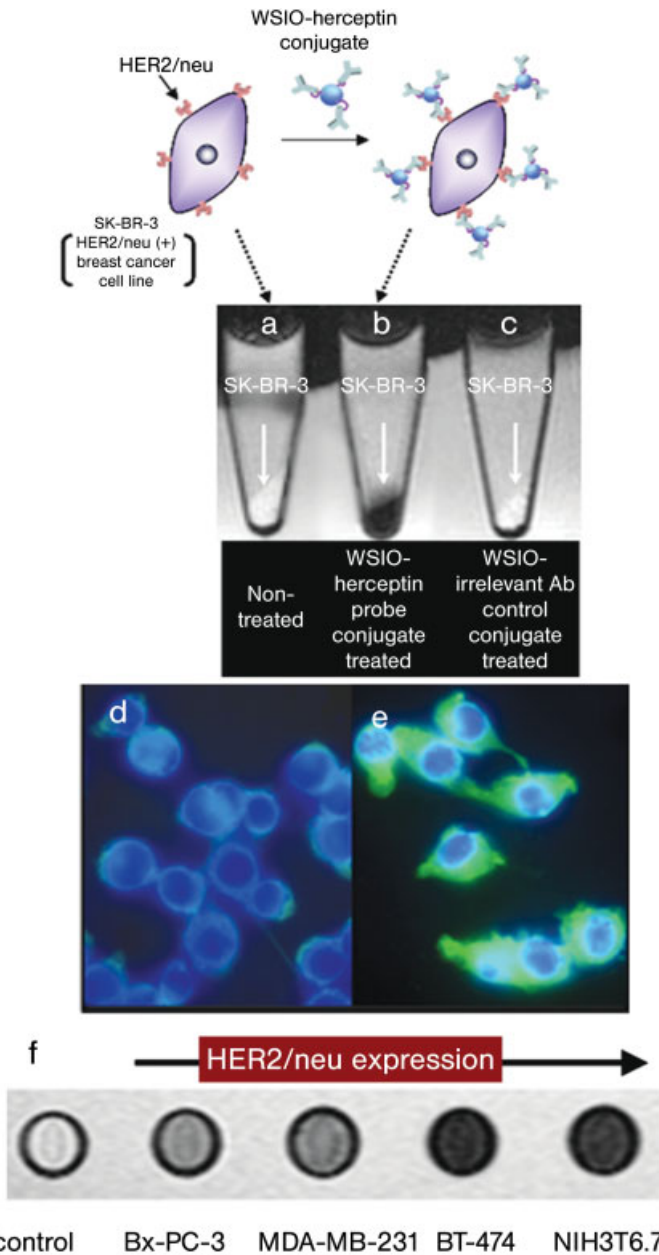 WSIO-herceptin
conjugate
HER2/neu
SK-BR-3
HER2/neu (+)
breast cancer
cell line
a
b
c
SK-BR-3
SK-BR-3
SK-BR-3
Non-
treated
WSIO-
herceptin
probe
conjugate
treated
WSIO-
irrelevant Ab
control
conjugate
treated
d
e
f
HER2/neu expression
control
Bx-PC-3
MDA-MB-231
BT-474
NIH3T6.7